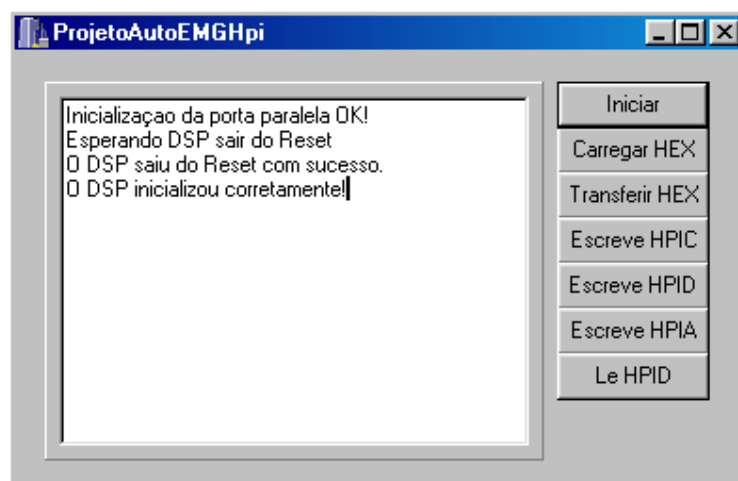 ProjetoAutoEMGHpi
Inicializaçao da porta paralela OK!
Esperando DSP sair do Reset
O DSP saiu do Reset com sucesso.
O DSP inicializou corretamente!
Iniciar
Carregar HEX
Transferir HEX
Escreve HPIC
Escreve HPID
Escreve HPIA
Le HPID